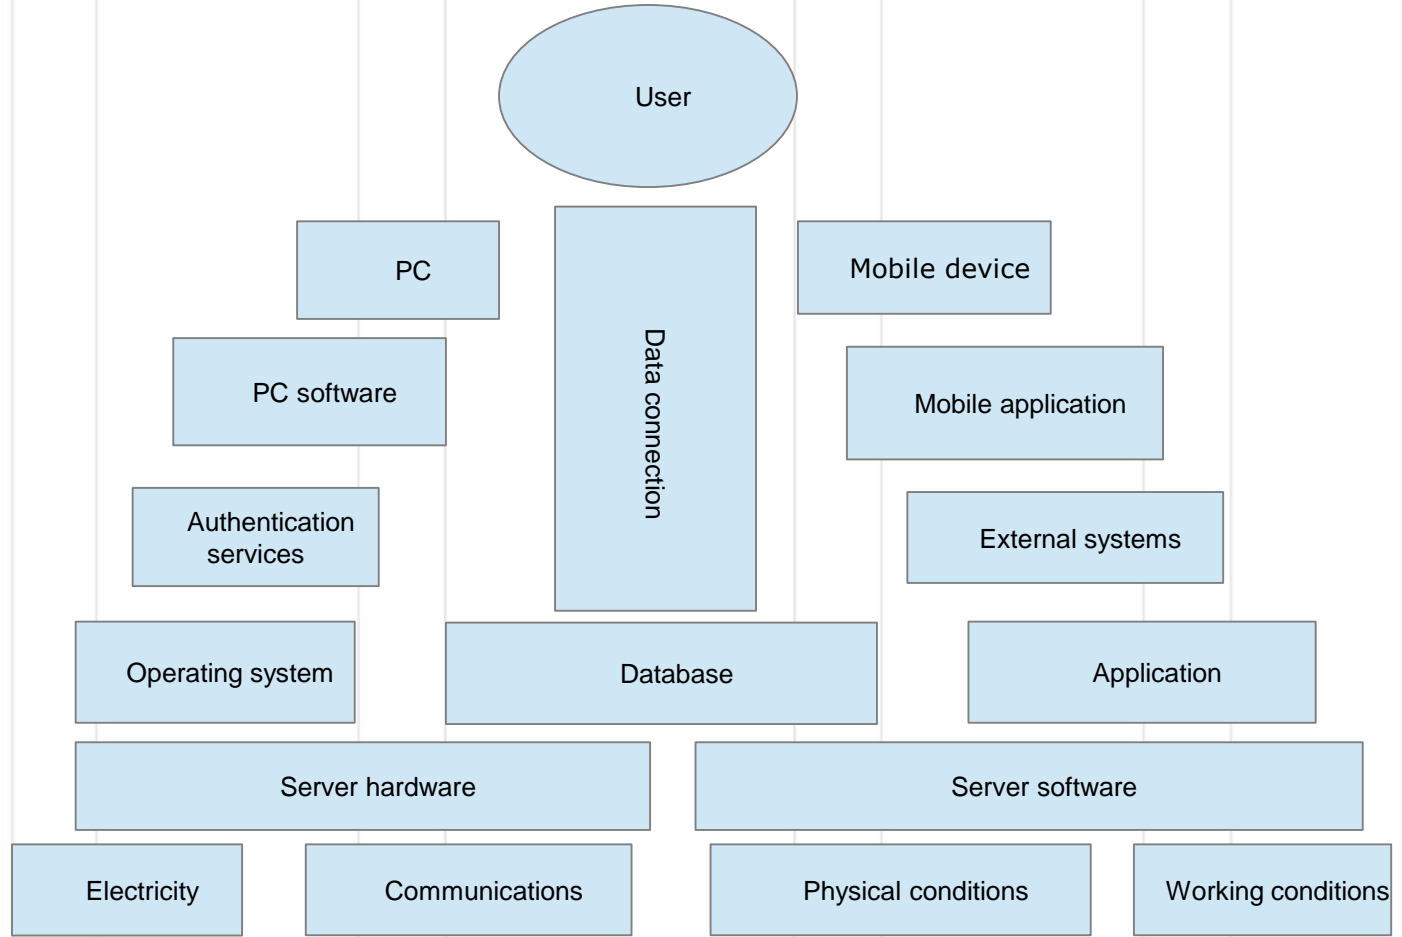 User
PC
Mobile device
Data connection
PC software
Mobile application
Authentication
services
External systems
Operating system
Database
Application
Server hardware
Server software
Electricity
Communications
Physical conditions
Working conditions